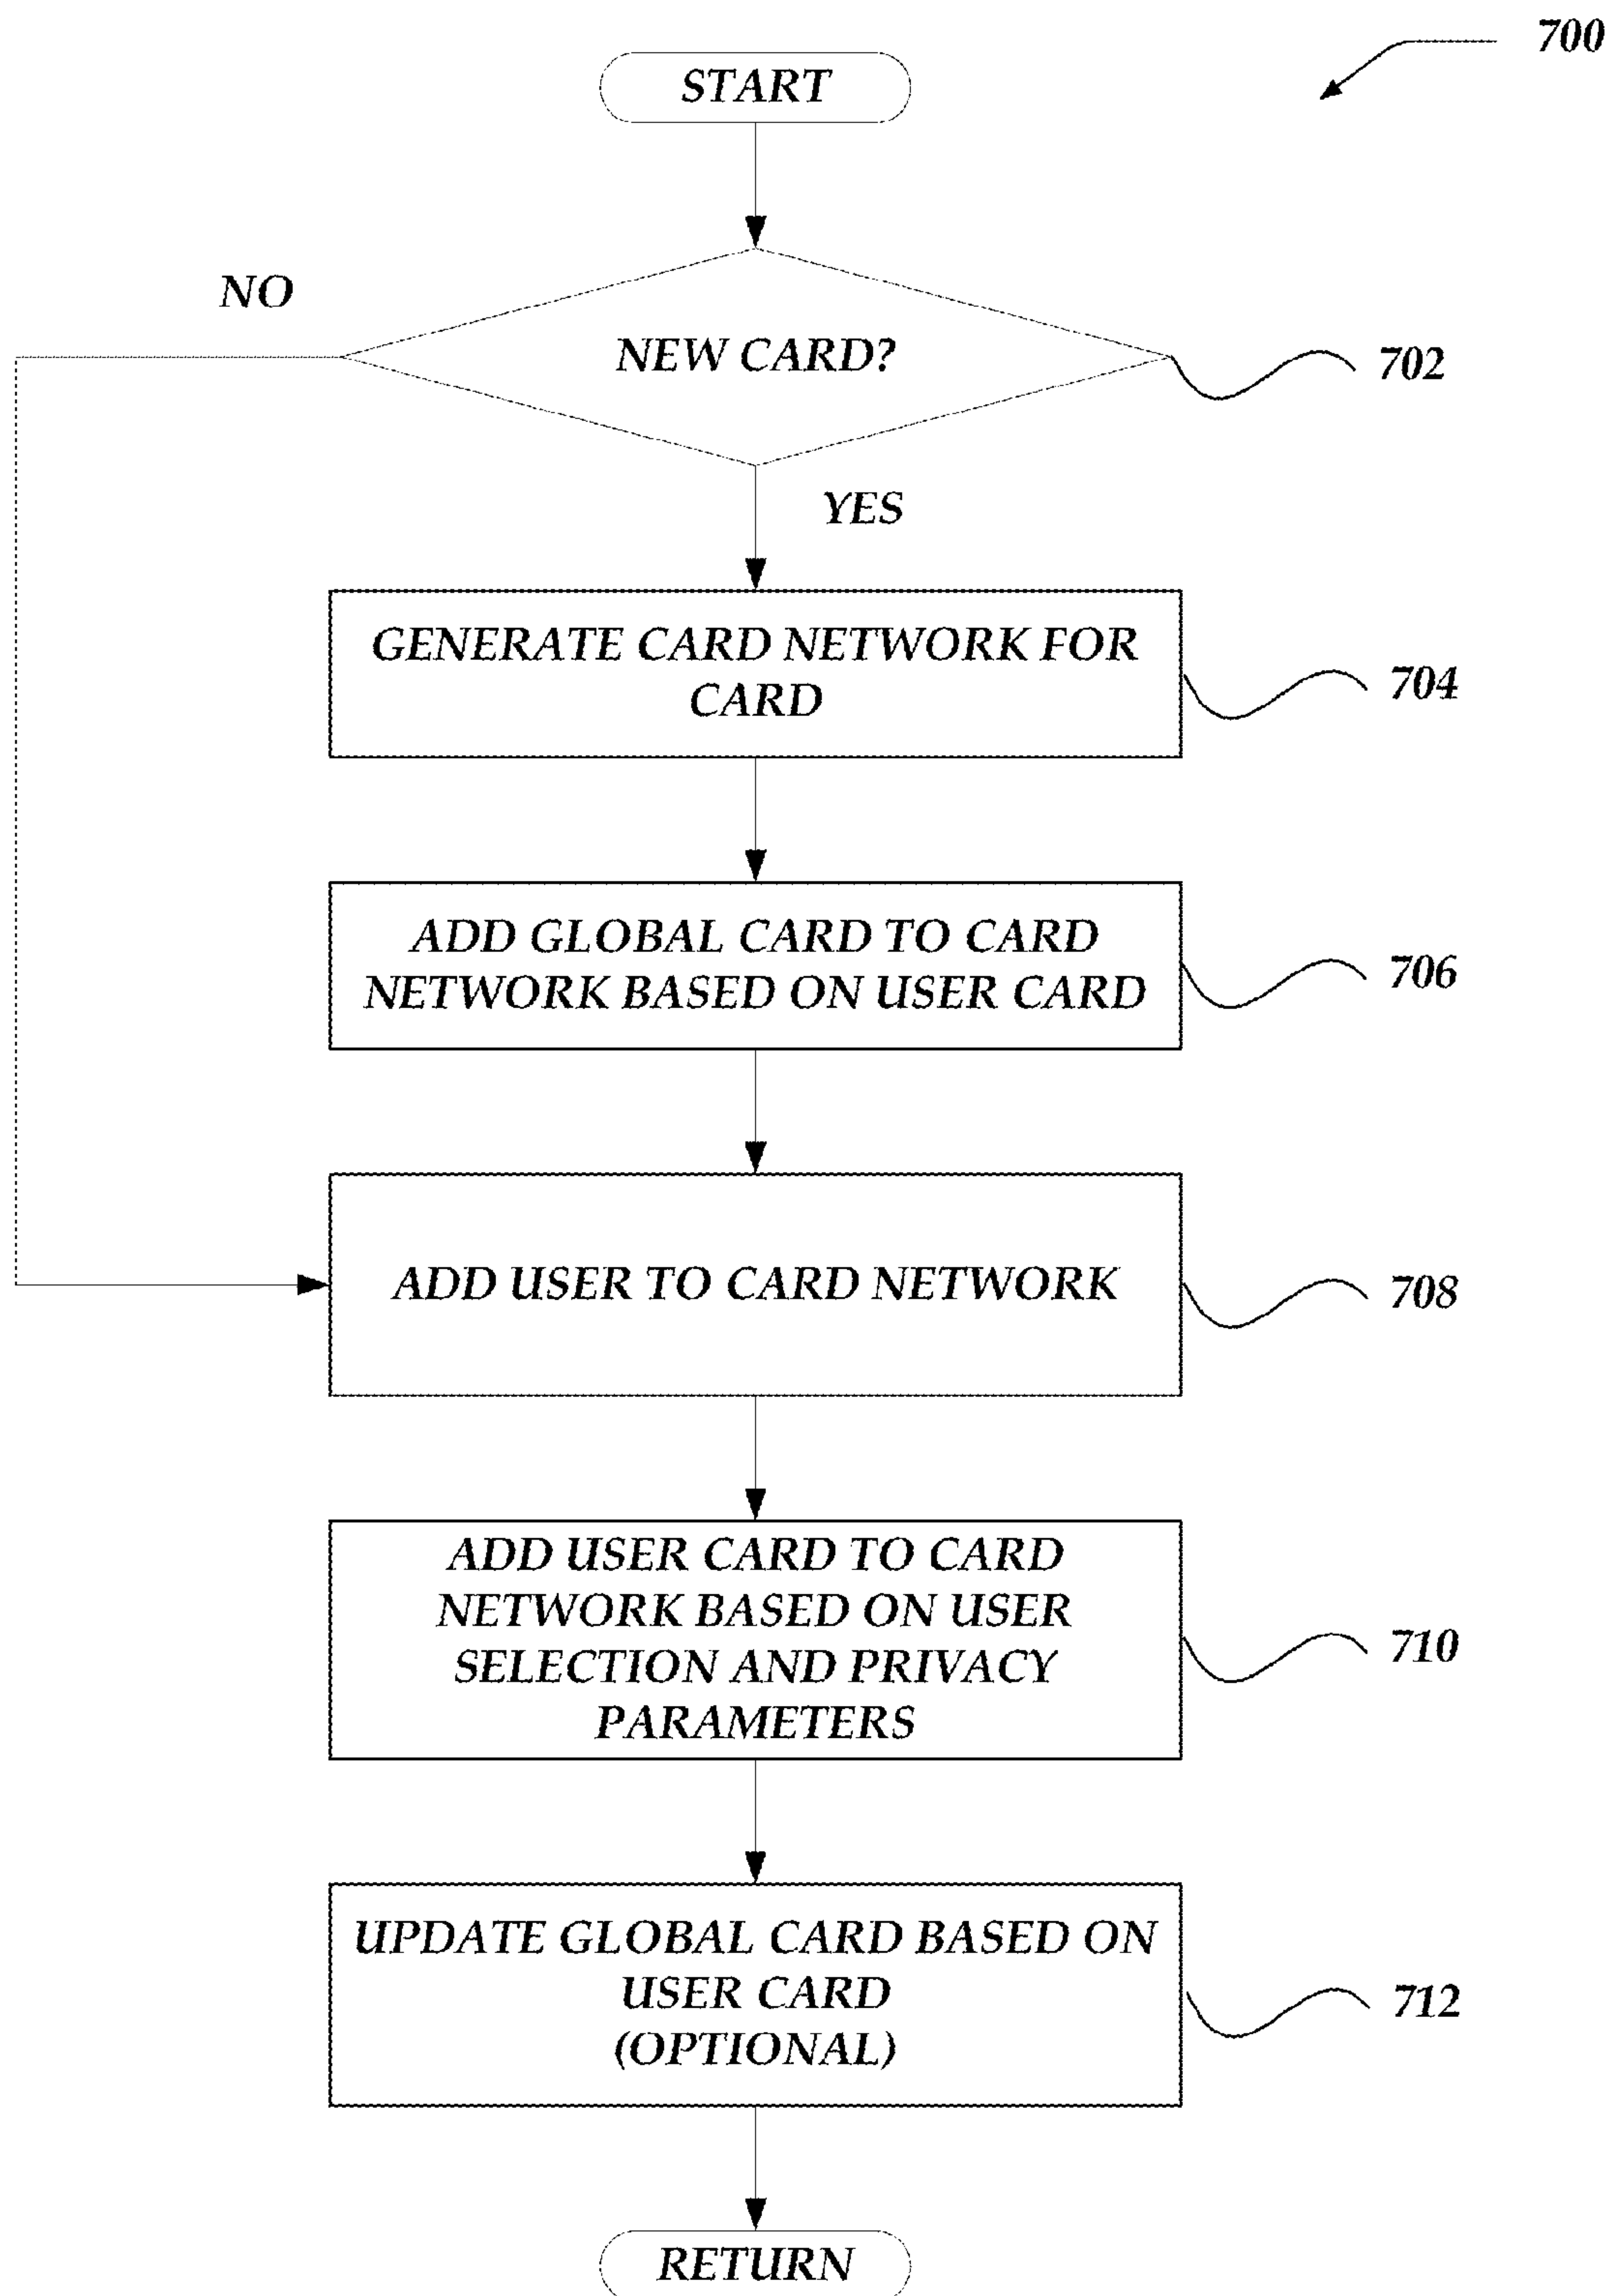 700
START
NO
NEW CARD?
702
YES
GENERATE CARD NETWORK FOR
CARD
704
ADD GLOBAL CARD TO CARD
NETWORK BASED ON USER CARD
706
ADD USER TO CARD NETWORK
708
ADD USER CARD TO CARD
NETWORK BASED ON USER
SELECTION AND PRIVACY
PARAMETERS
710
UPDATE GLOBAL CARD BASED ON
USER CARD
(OPTIONAL)
712
RETURN